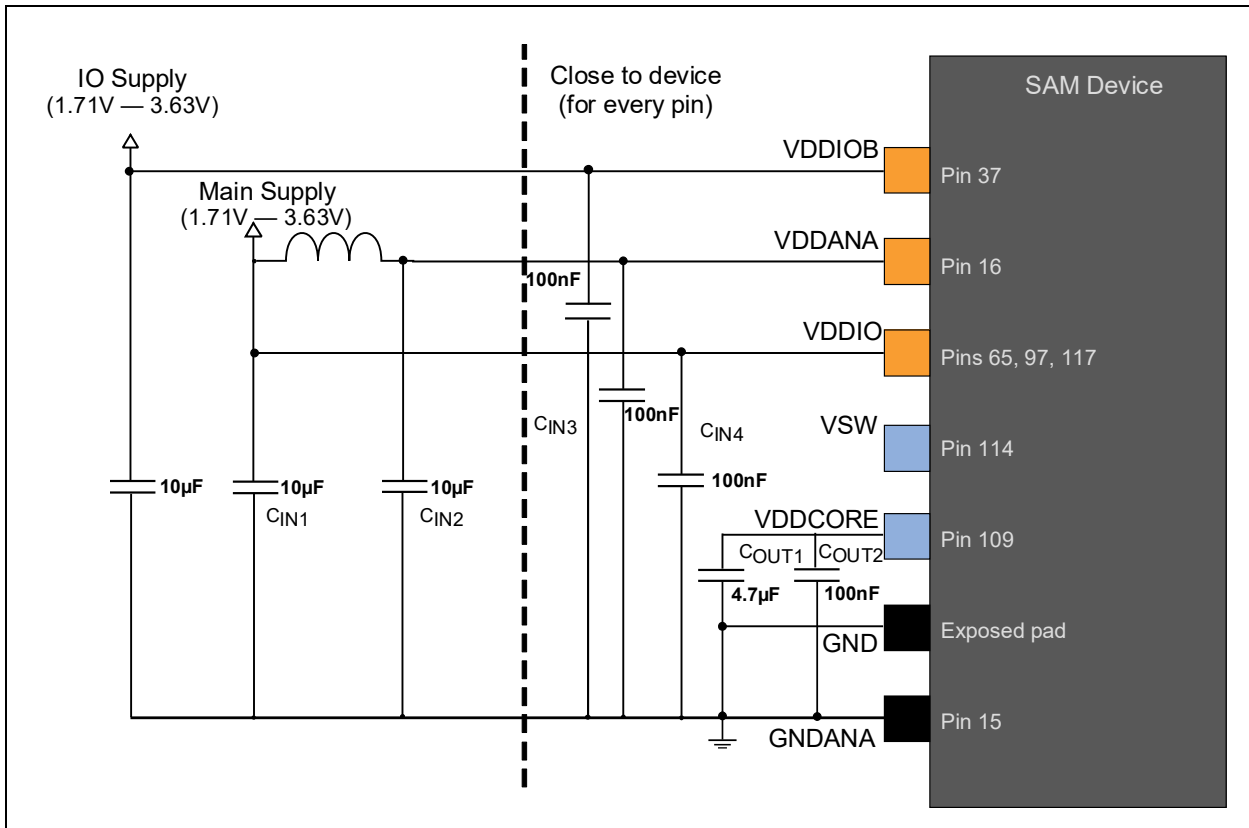 IO Supply
(1.71V — 3.63V)
Close to device
(for every pin)
SAM Device
VDDIOB
Pin 37
Main Supply
(1.71V — 3.63V)
VDDANA
Pin 16
100nF
VDDIO
Pins 65, 97, 117
100nF
CIN3
CIN4
VSW
Pin 114
10µF
10µF
10µF
100nF
CIN1
CIN2
VDDCORE
Pin 109
COUT1
COUT2
4.7µF
100nF
Exposed pad
GND
Pin 15
GNDANA